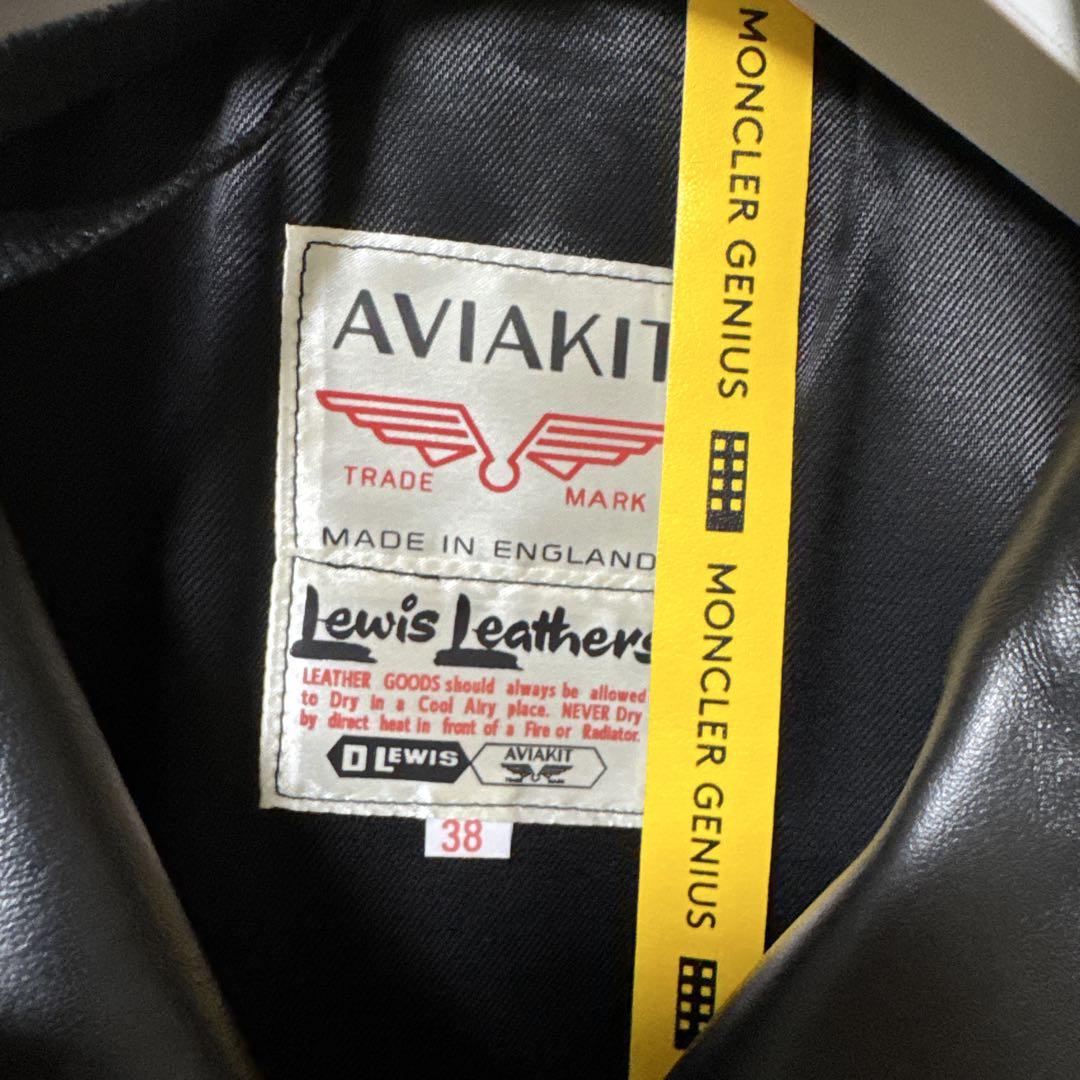 AVIAKIT
TRADE MARK
MADE IN ENGLAND
Lewis Leathers
LEATHER GOODS should always be allowed
to Dry in a Cool Airy place. NEVER Dry
by direct heat in front of a Fire or Radiator.
D LEWIS
AVIAKIT
38
MONCLER GENIUS
MONCLER GENIUS